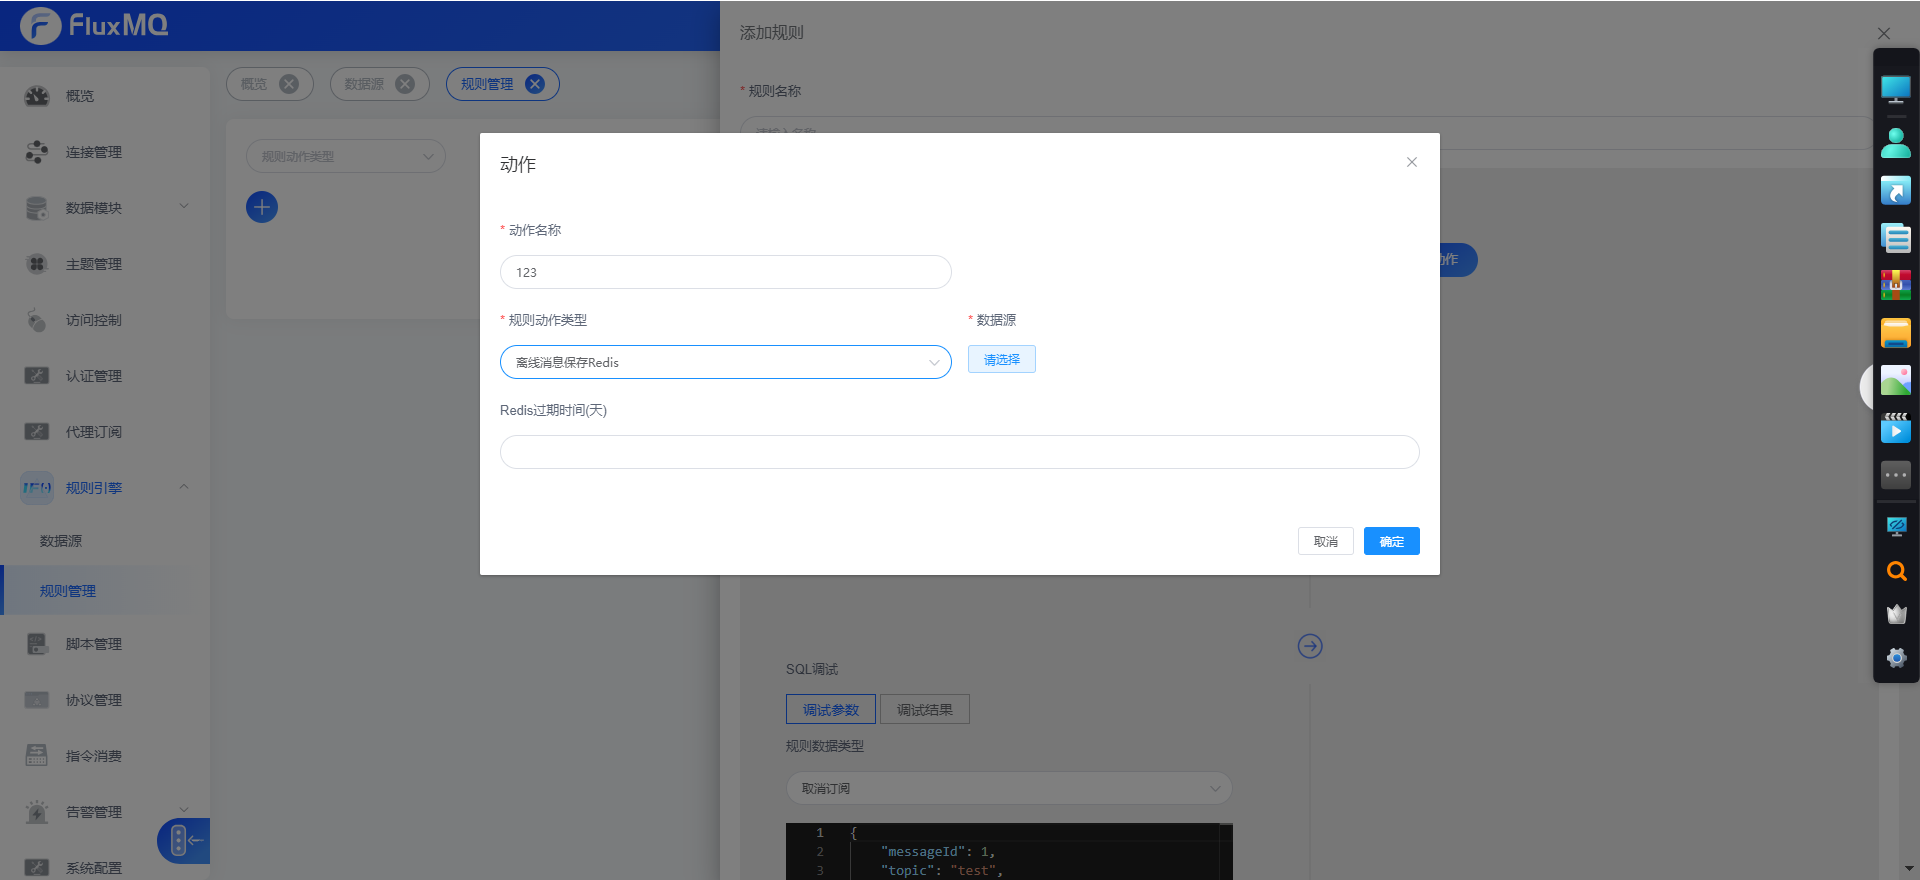 FluxMQ
概览
连接管理
数据模块
主题管理
访问控制
认证管理
代理订阅
规则引擎
数据源
规则管理
脚本管理
协议管理
指令消费
告警管理
系统配置
概览
数据源
规则管理
规则动作类型
添加规则
* 规则名称
动作
* 动作名称
123
* 规则动作类型
* 数据源
离线消息保存Redis
请选择
Redis过期时间(天)
取消
确定
SQL调试
调试参数
调试结果
规则数据类型
取消订阅
1 {
2 "messageId": 1,
3 "topic": "test",